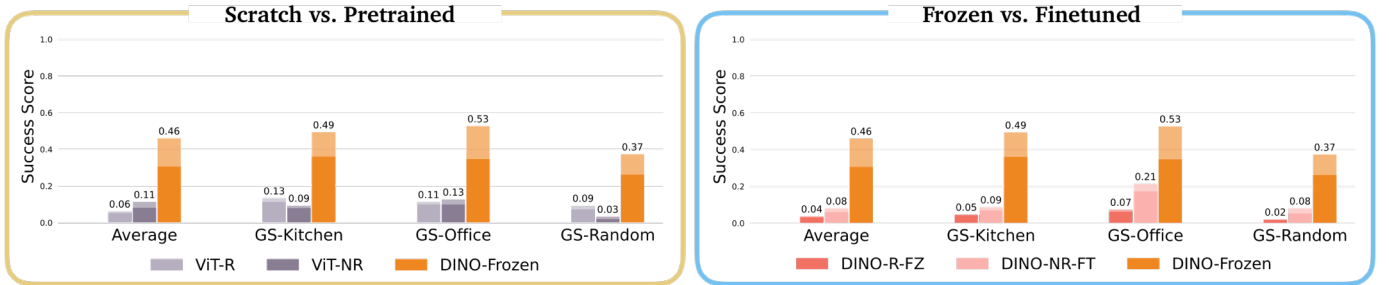 Scratch vs. Pretrained
Success Score
1.0
0.8
0.6
0.4
0.2
0.0
0.06
0.11
0.46
0.13
0.09
0.49
0.11
0.13
0.53
0.09
0.03
0.37
Average
GS-Kitchen
GS-Office
GS-Random
ViT-R
ViT-NR
DINO-Frozen
Frozen vs. Finetuned
Success Score
1.0
0.8
0.6
0.4
0.2
0.0
0.04
0.08
0.46
0.05
0.09
0.49
0.07
0.21
0.53
0.02
0.08
0.37
Average
GS-Kitchen
GS-Office
GS-Random
DINO-R-FZ
DINO-NR-FT
DINO-Frozen